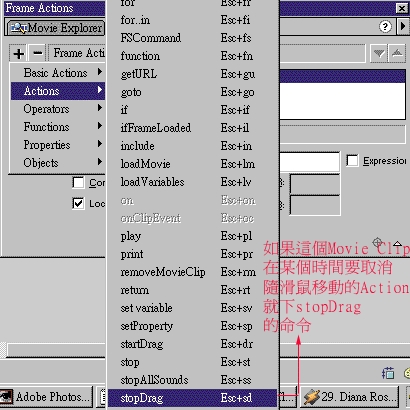 Frame Actions
Movie Explorer
+ − Frame Acti
Basic Actions
Actions
Operators
Functions
Properties
Objects
for Esc+fr
for..in Esc+fi
FSCommand Esc+fs
function Esc+fn
getURL Esc+gu
goto Esc+go
if Esc+if
ifFrameLoaded Esc+il
include Esc+in
loadMovie Esc+lm
loadVariables Esc+lv
on Esc+on
onClipEvent Esc+oc
play Esc+pl
print Esc+pr
removeMovieClip Esc+rm
return Esc+rt
set variable Esc+sv
setProperty Esc+sp
startDrag Esc+dr
stop Esc+st
stopAllSounds Esc+ss
stopDrag Esc+sd
Expression
Con
Loc
如果這個Movie Clip
在某個時間要取消
隨滑鼠移動的Action
就下stopDrag
的命令
Adobe Photos...
29. Diana Ros...